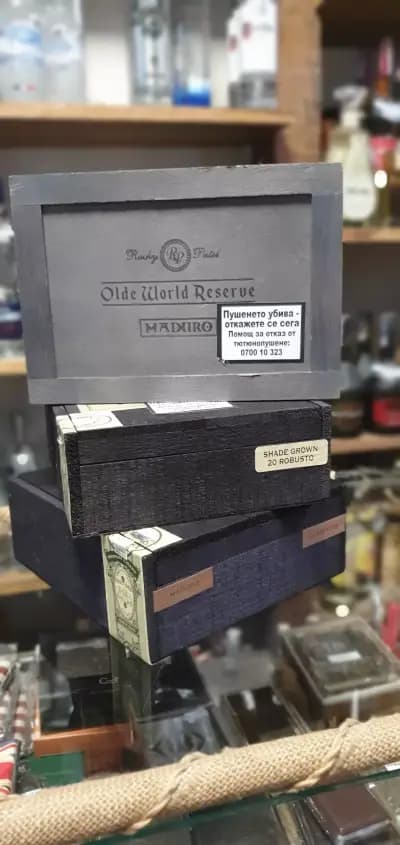 Rocky Patel
RP
Olde World Reserve
MADURO
Пушенето убива -
откажете се сега
Помощ за отказ от
тютюнопушене:
0700 10 323
SHADE GROWN
20 ROBUSTO
MADURO